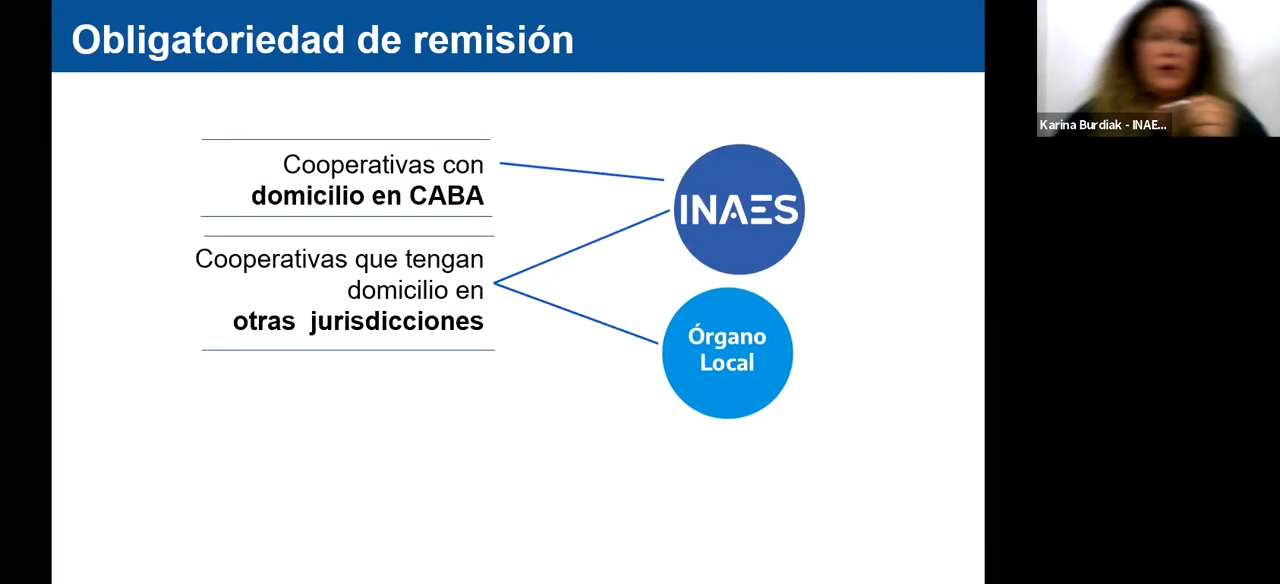 Obligatoriedad de remisión
Cooperativas con
domicilio en CABA
Cooperativas que tengan
domicilio en
otras jurisdicciones
INAES
Órgano
Local
Karina Burdiak - INAE...